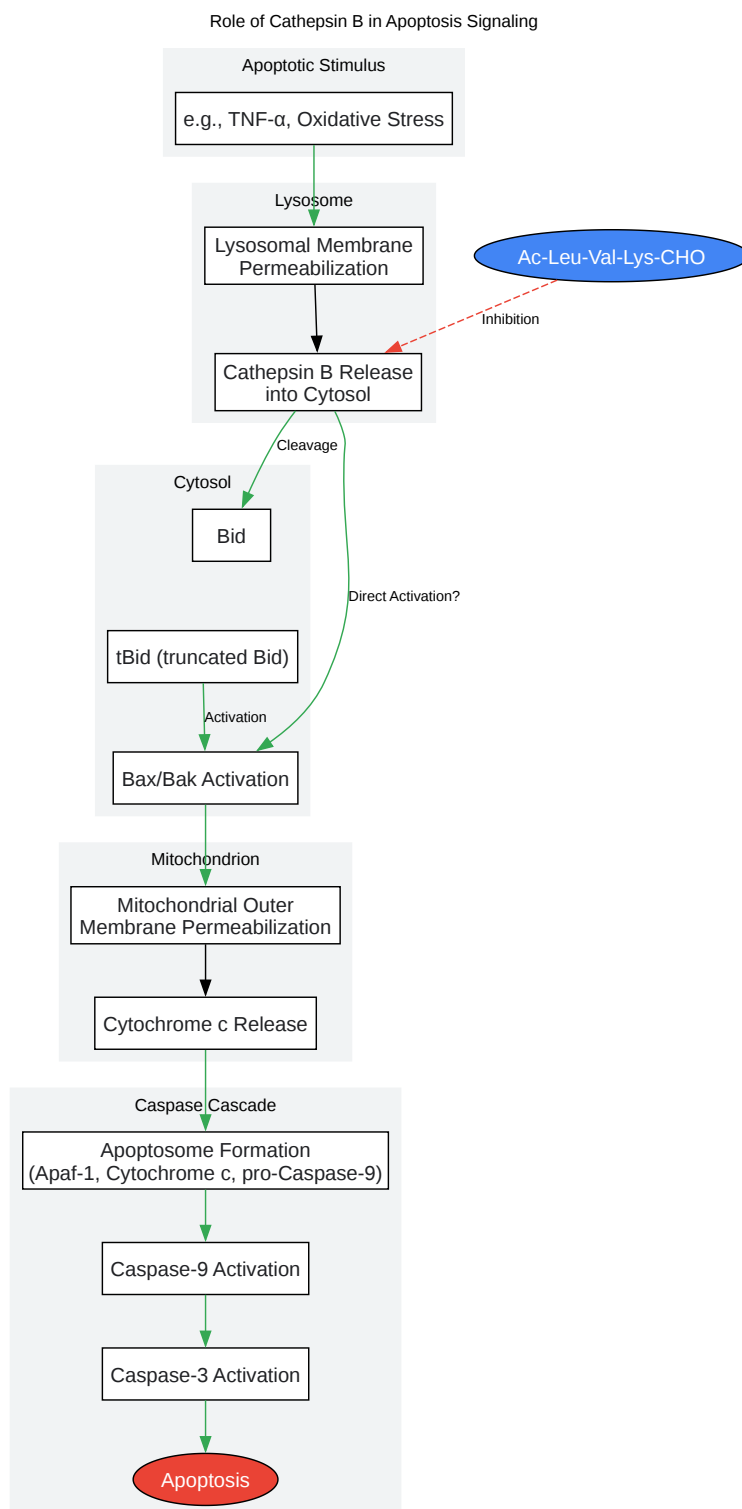 Role of Cathepsin B in Apoptosis Signaling
Apoptotic Stimulus
e.g., TNF-α, Oxidative Stress
Lysosome
Lysosomal Membrane
Permeabilization
Ac-Leu-Val-Lys-CHO
Inhibition
Cathepsin B Release
into Cytosol
Cleavage
Cytosol
Bid
Direct Activation?
tBid (truncated Bid)
Activation
Bax/Bak Activation
Mitochondrion
Mitochondrial Outer
Membrane Permeabilization
Cytochrome c Release
Caspase Cascade
Apoptosome Formation
(Apaf-1, Cytochrome c, pro-Caspase-9)
Caspase-9 Activation
Caspase-3 Activation
Apoptosis